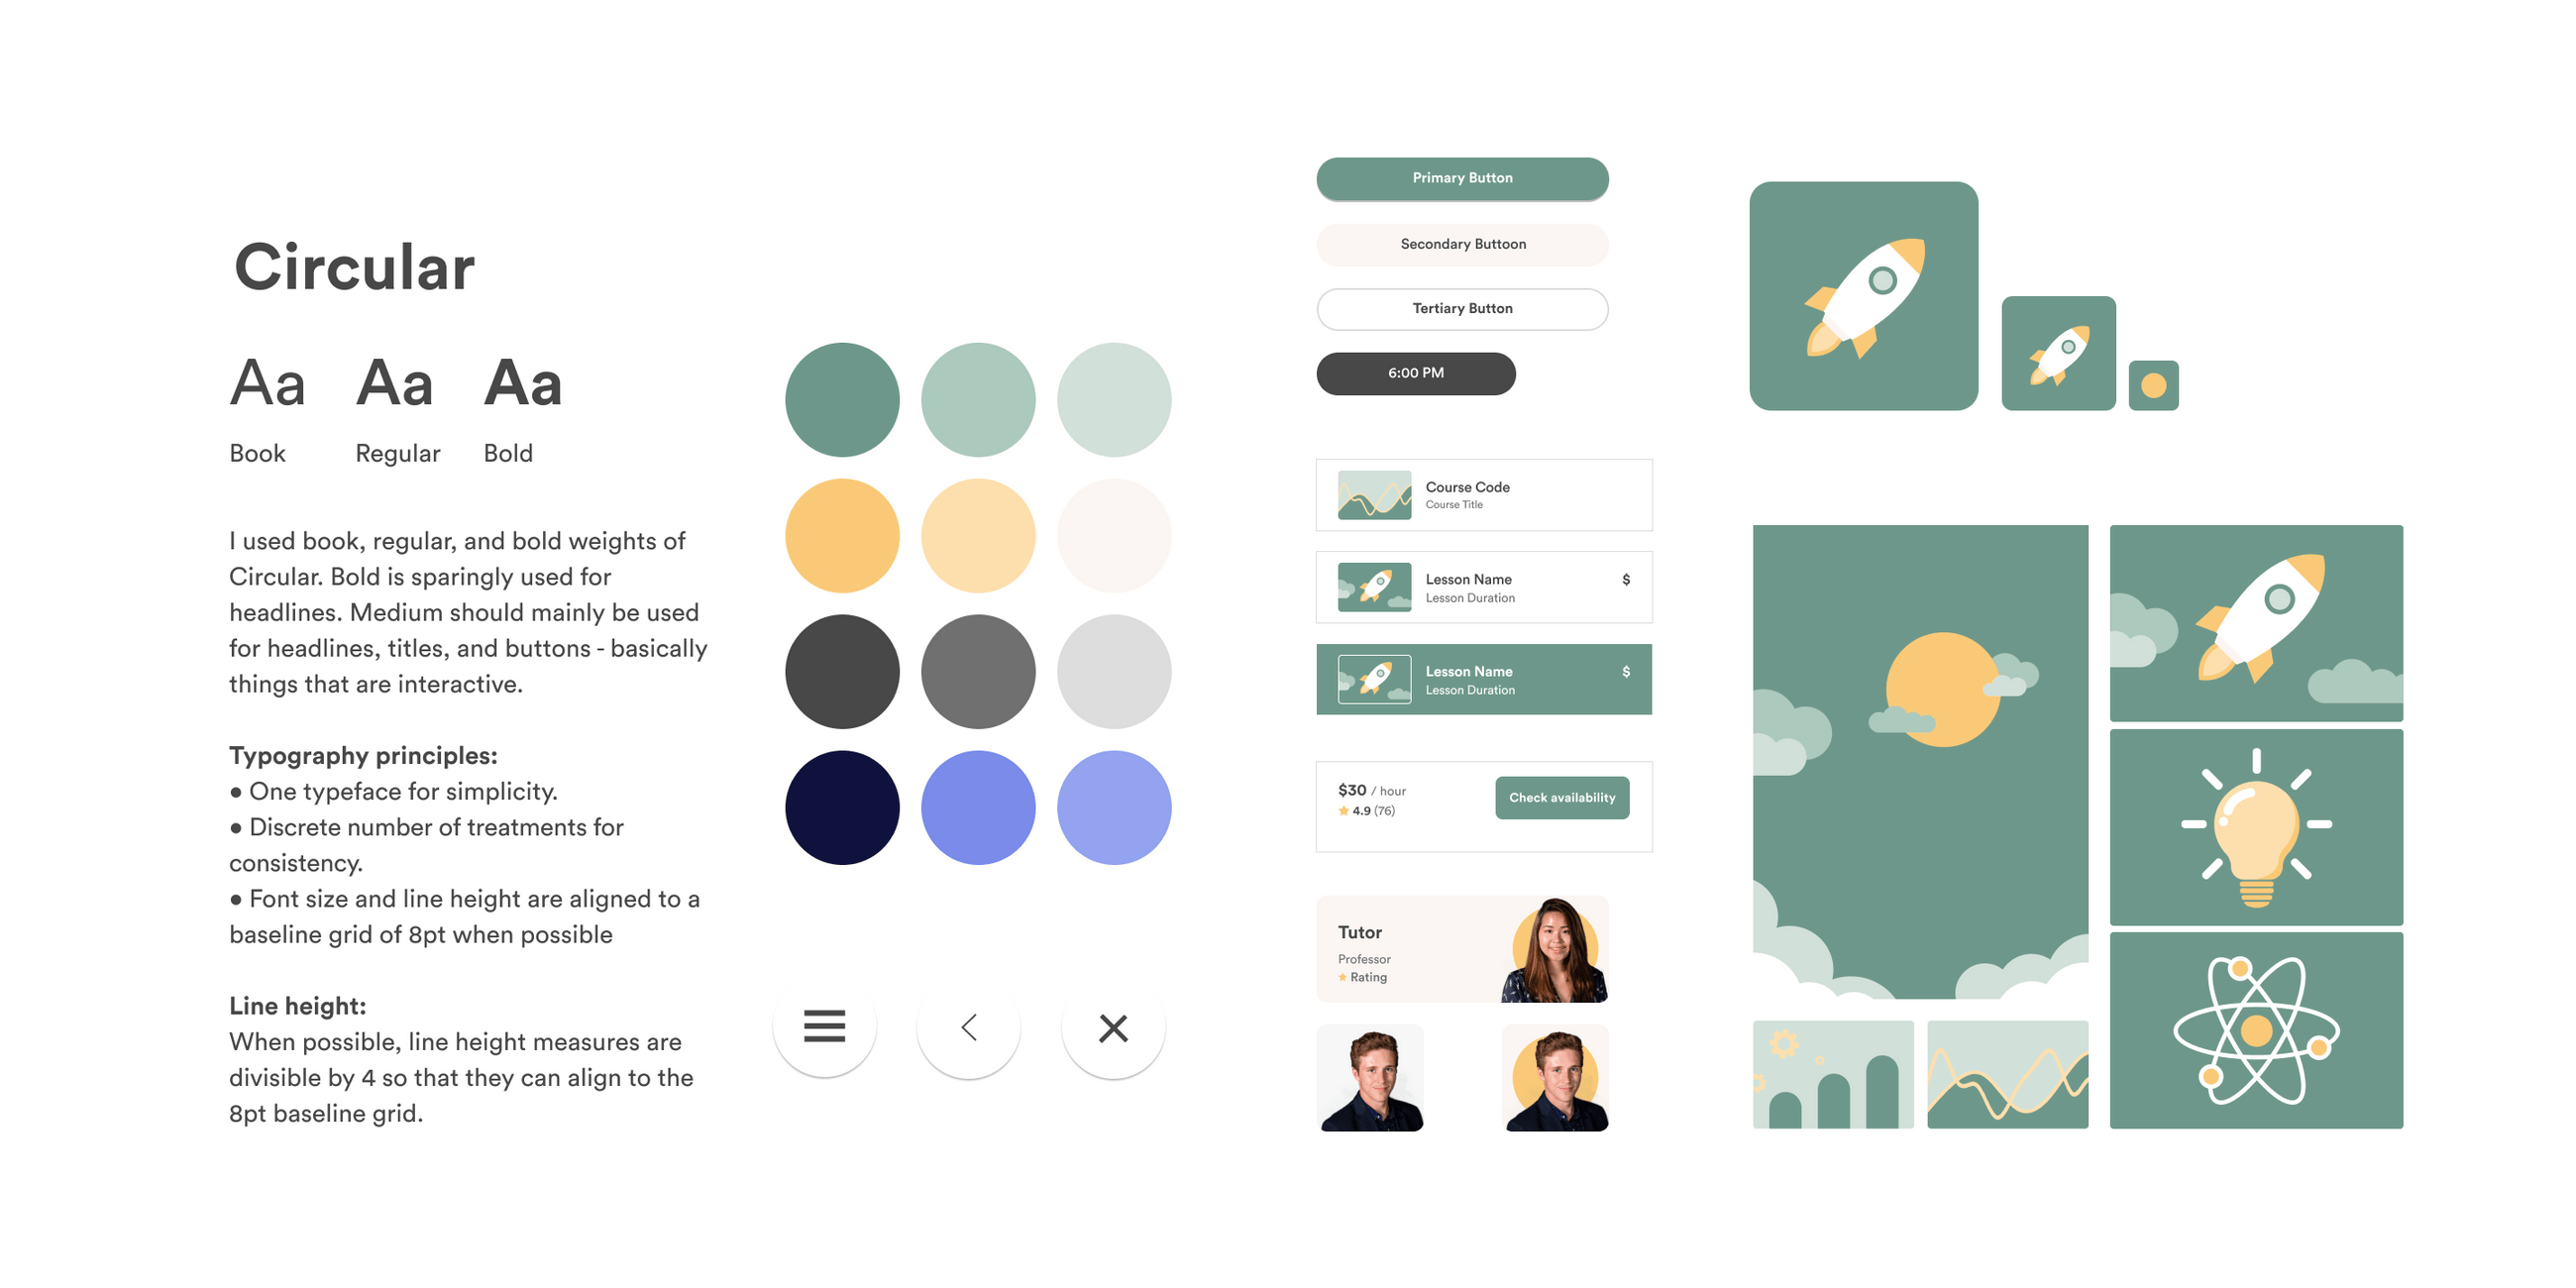 Circular
Aa Aa Aa
Book Regular Bold
I used book, regular, and bold weights of
Circular. Bold is sparingly used for
headlines. Medium should mainly be used
for headlines, titles, and buttons - basically
things that are interactive.
Typography principles:
● One typeface for simplicity.
● Discrete number of treatments for
consistency.
● Font size and line height are aligned to a
baseline grid of 8pt when possible
Line height:
When possible, line height measures are
divisible by 4 so that they can align to the
8pt baseline grid.
Primary Button
Secondary Buttoon
Tertiary Button
6:00 PM
Course Code
Course Title
Lesson Name $
Lesson Duration
Lesson Name $
Lesson Duration
$30 / hour
4.9 (76)
Check availability
Tutor
Professor
Rating